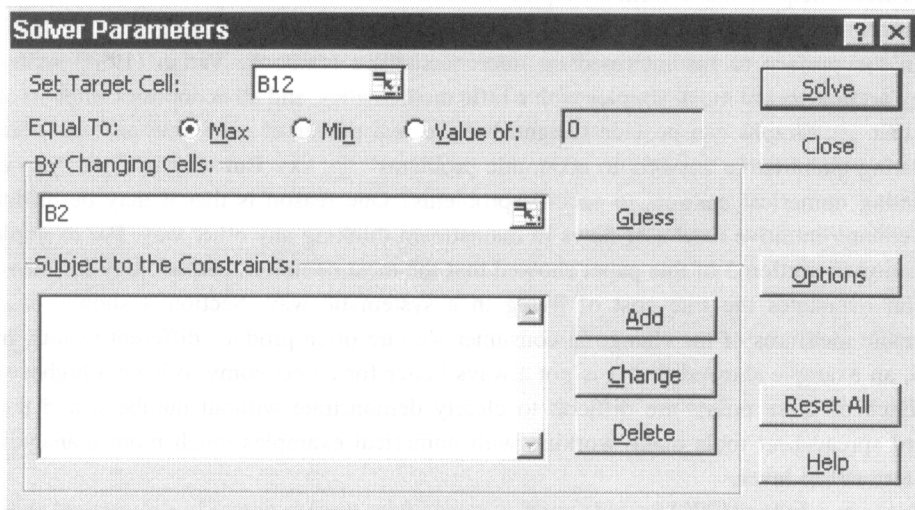 Solver Parameters ? X
Set Target Cell: B12
Solve
Equal To: Max Min Value of: 0
Close
By Changing Cells:
B2
Guess
Subject to the Constraints:
Options
Add
Change
Reset All
Delete
Help